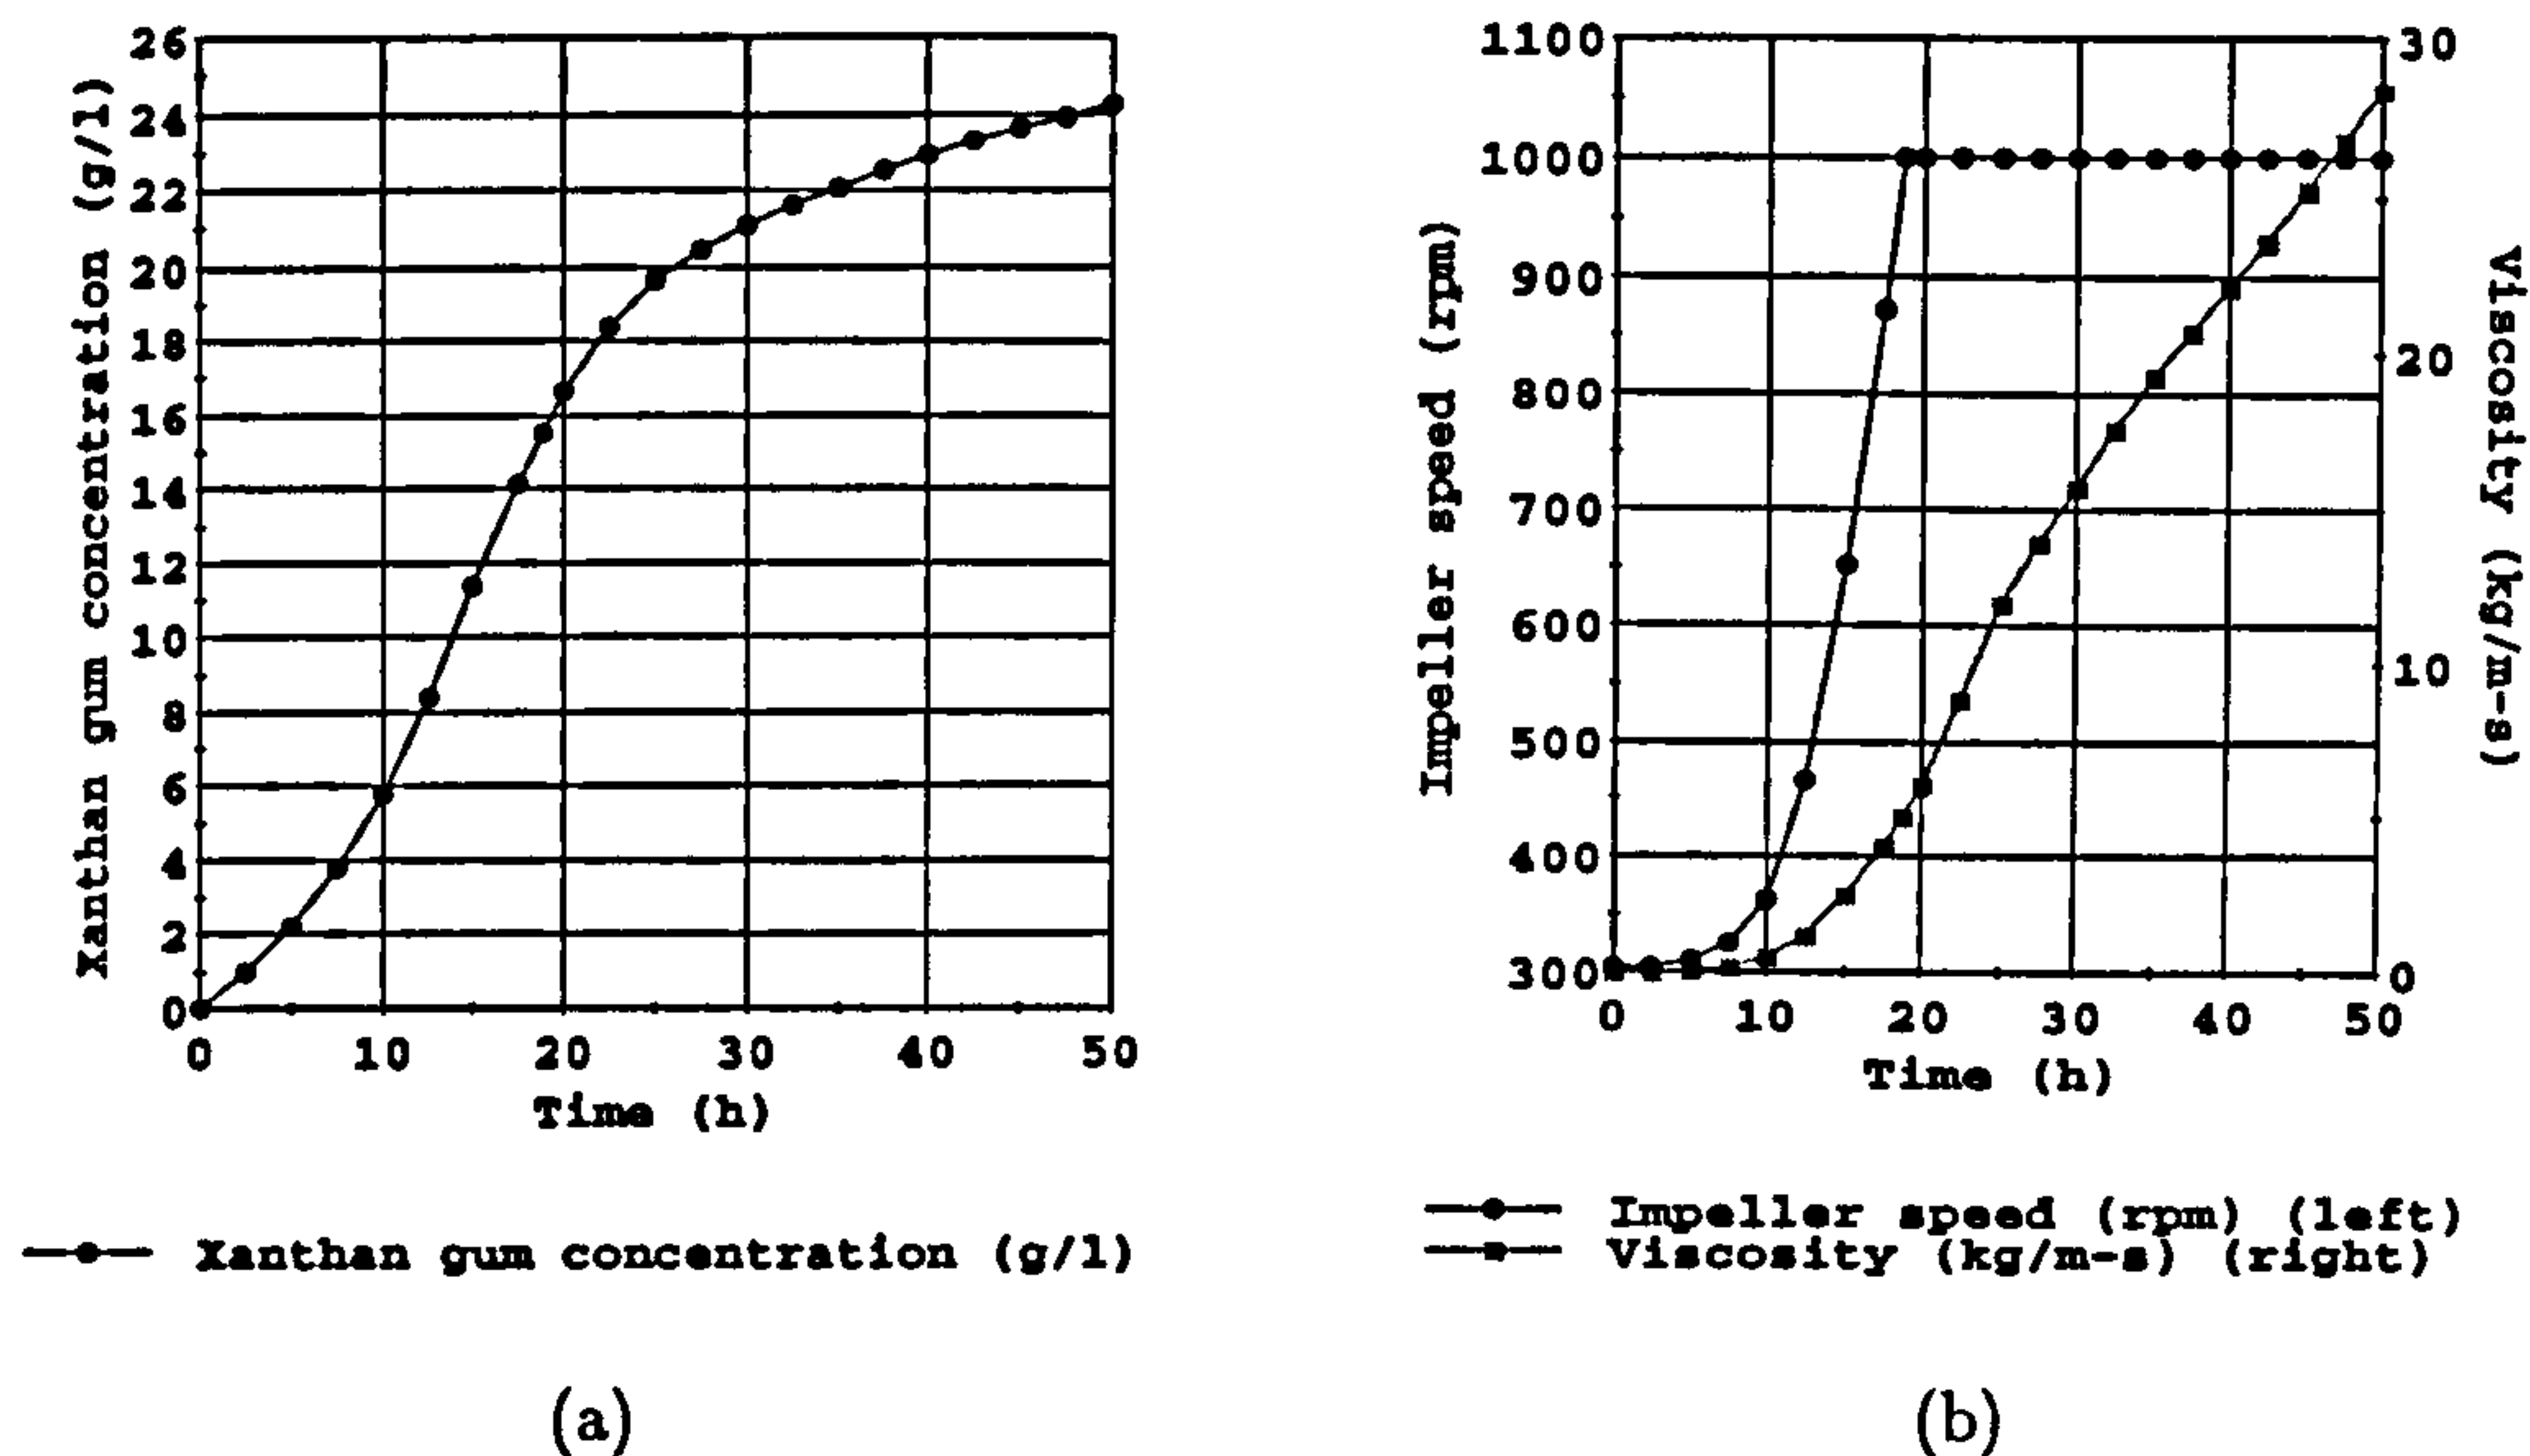 Xanthan gum concentration (g/l)
26
24
22
20
18
16
14
12
10
8
6
4
2
0
0 10 20 30 40 50
Time (h)
Xanthan gum concentration (g/l)
(a)
Impeller speed (rpm)
1100
1000
900
800
700
600
500
400
300
30
20
10
0
Viscosity (kg/m-s)
0 10 20 30 40 50
Time (h)
Impeller speed (rpm) (left)
Viscosity (kg/m-s) (right)
(b)